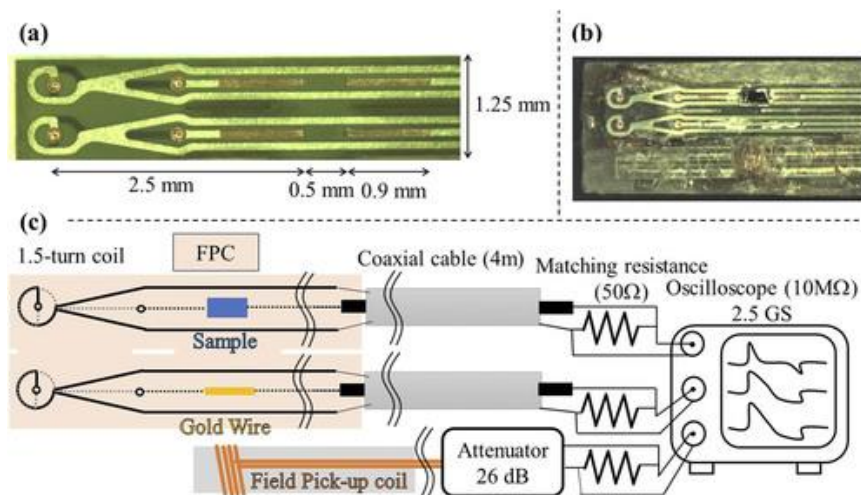 (a)
1.25 mm
2.5 mm
0.5 mm
0.9 mm
(b)
(c)
1.5-turn coil
FPC
Coaxial cable (4m)
Matching resistance
(50Ω)
Oscilloscope (10MΩ)
2.5 GS
Sample
Gold Wire
Field Pick-up coil
Attenuator
26 dB